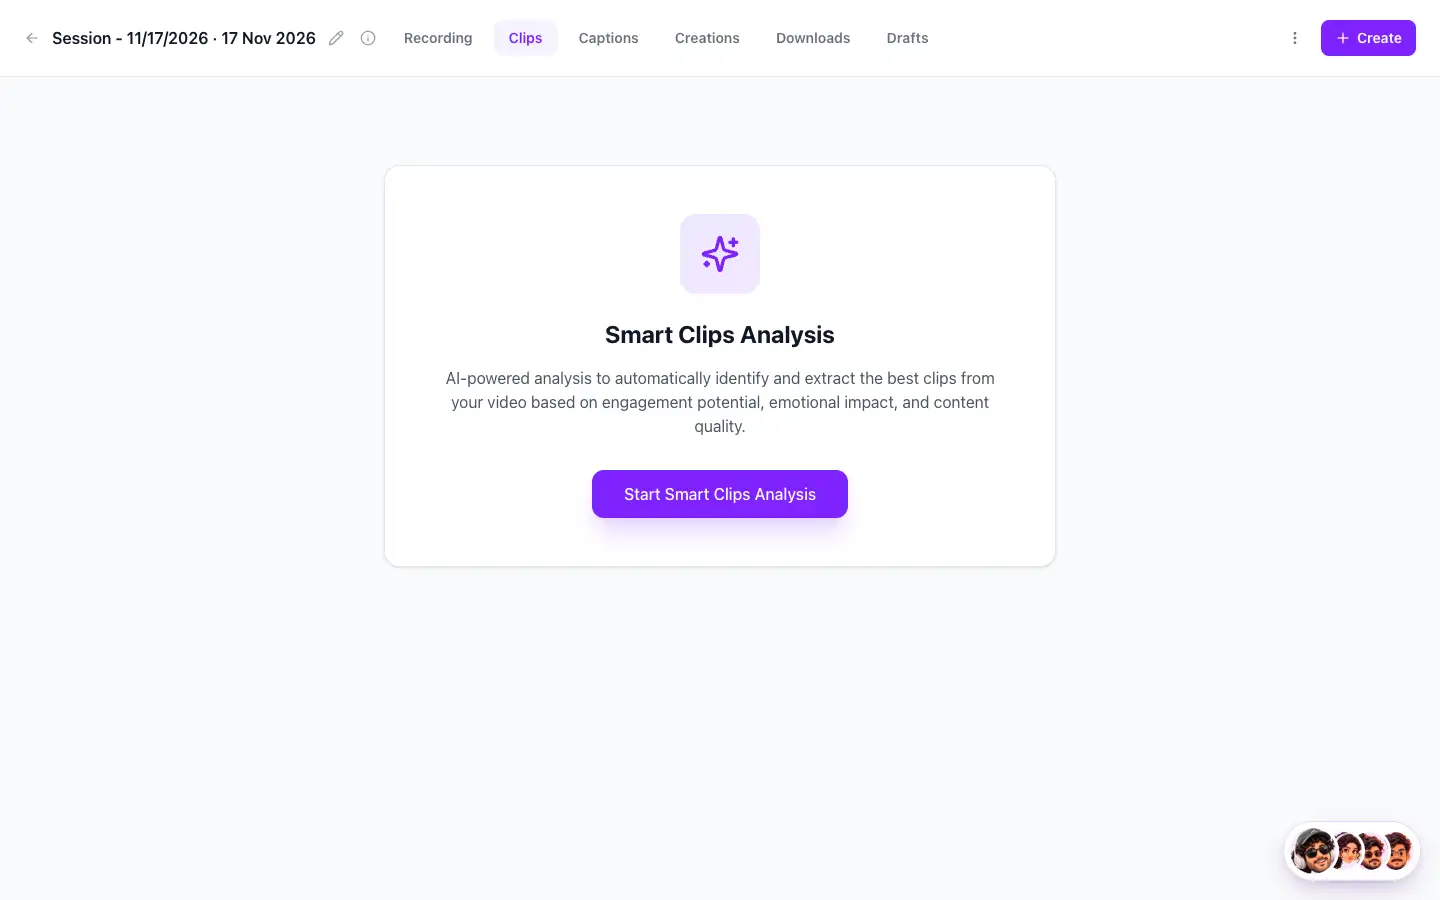 Session - 11/17/2026 · 17 Nov 2026
Recording
Clips
Captions
Creations
Downloads
Drafts
Create
Smart Clips Analysis
AI-powered analysis to automatically identify and extract the best clips from
your video based on engagement potential, emotional impact, and content
quality.
Start Smart Clips Analysis